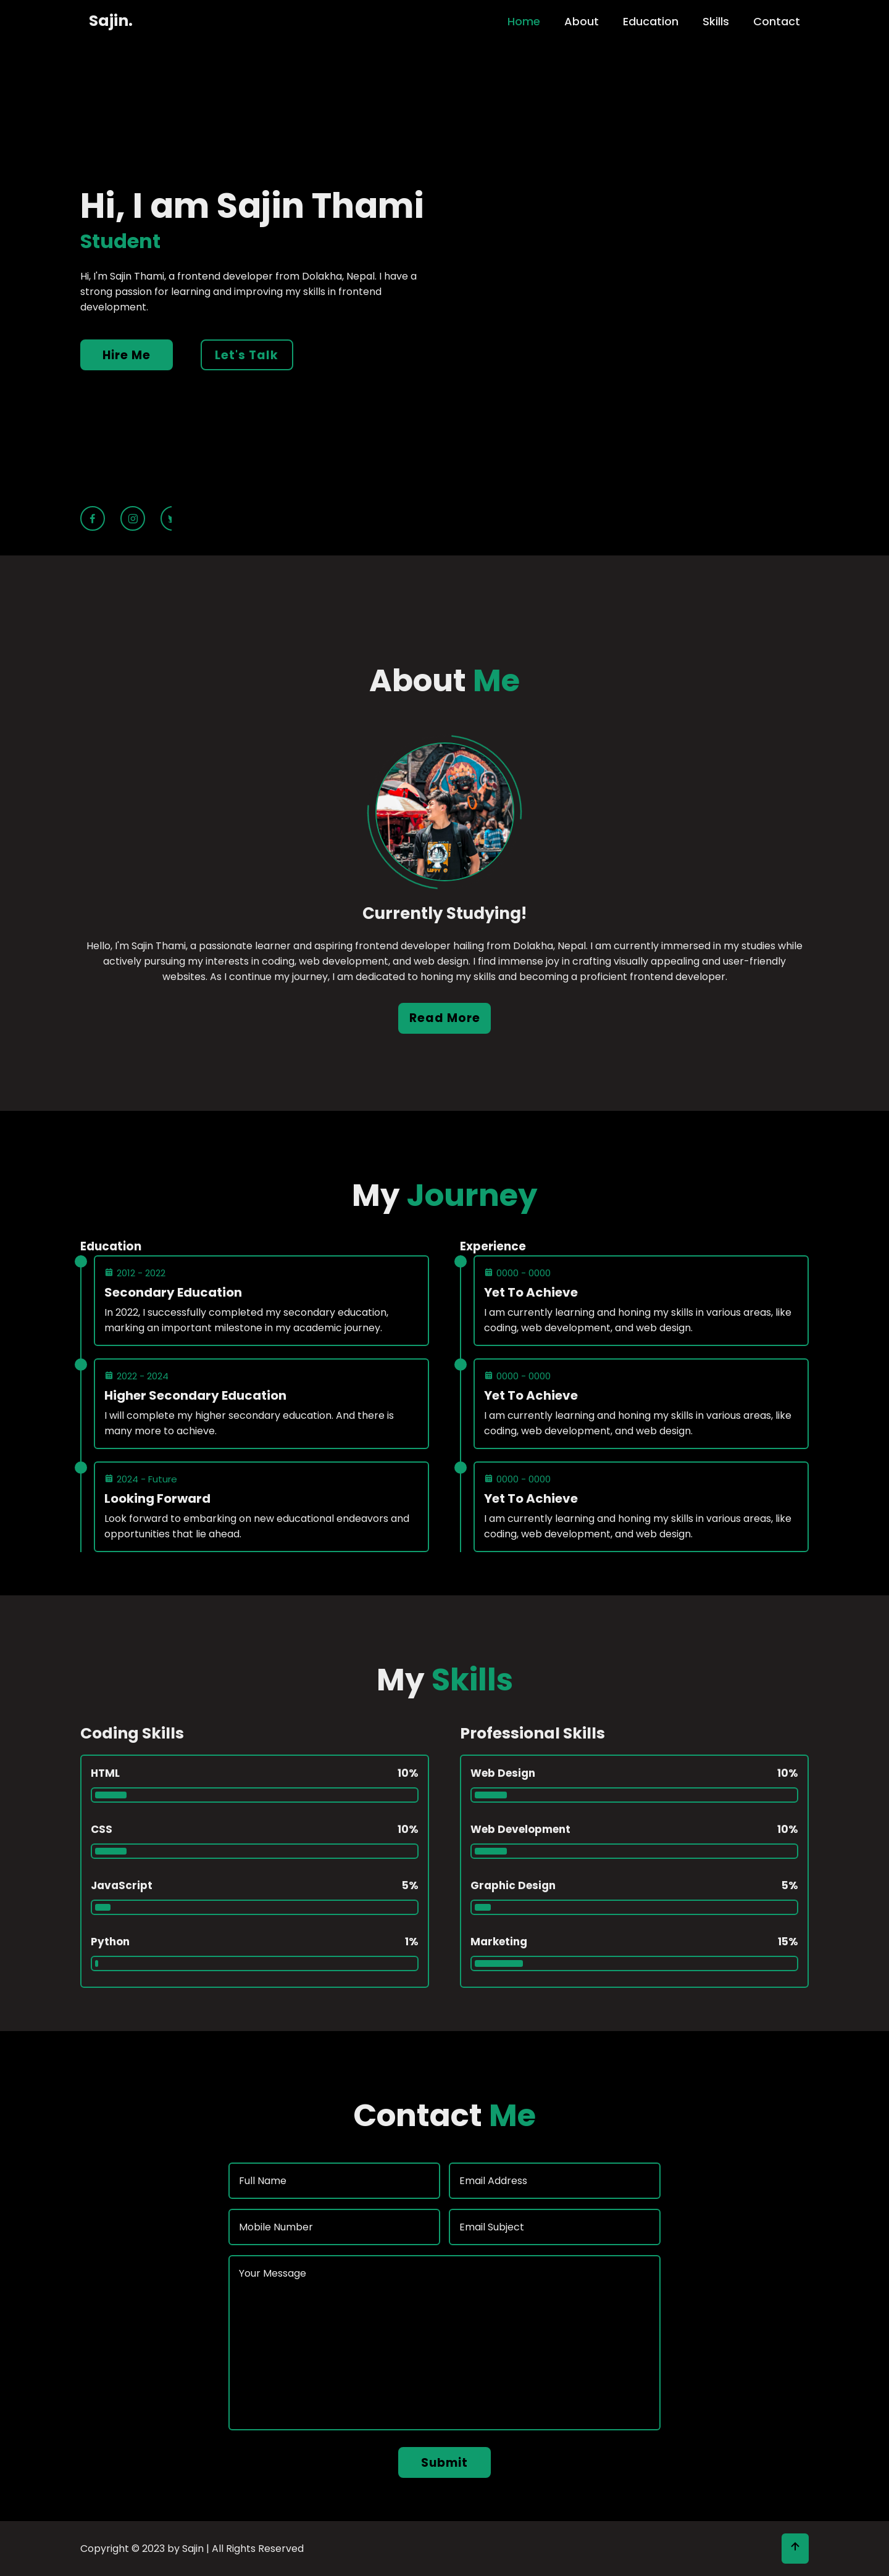 Sajin.
Home About Education Skills Contact
Hi, I am Sajin Thami
Student
Hi, I'm Sajin Thami, a frontend developer from Dolakha, Nepal. I have a
strong passion for learning and improving my skills in frontend
development.
Hire Me
Let's Talk
About Me
Currently Studying!
Hello, I'm Sajin Thami, a passionate learner and aspiring frontend developer hailing from Dolakha, Nepal. I am currently immersed in my studies while
actively pursuing my interests in coding, web development, and web design. I find immense joy in crafting visually appealing and user-friendly
websites. As I continue my journey, I am dedicated to honing my skills and becoming a proficient frontend developer.
Read More
My Journey
Education
2012 - 2022
Secondary Education
In 2022, I successfully completed my secondary education,
marking an important milestone in my academic journey.
2022 - 2024
Higher Secondary Education
I will complete my higher secondary education. And there is
many more to achieve.
2024 - Future
Looking Forward
Look forward to embarking on new educational endeavors and
opportunities that lie ahead.
Experience
0000 - 0000
Yet To Achieve
I am currently learning and honing my skills in various areas, like
coding, web development, and web design.
0000 - 0000
Yet To Achieve
I am currently learning and honing my skills in various areas, like
coding, web development, and web design.
0000 - 0000
Yet To Achieve
I am currently learning and honing my skills in various areas, like
coding, web development, and web design.
My Skills
Coding Skills
HTML 10%
CSS 10%
JavaScript 5%
Python 1%
Professional Skills
Web Design 10%
Web Development 10%
Graphic Design 5%
Marketing 15%
Contact Me
Full Name
Email Address
Mobile Number
Email Subject
Your Message
Submit
Copyright © 2023 by Sajin | All Rights Reserved